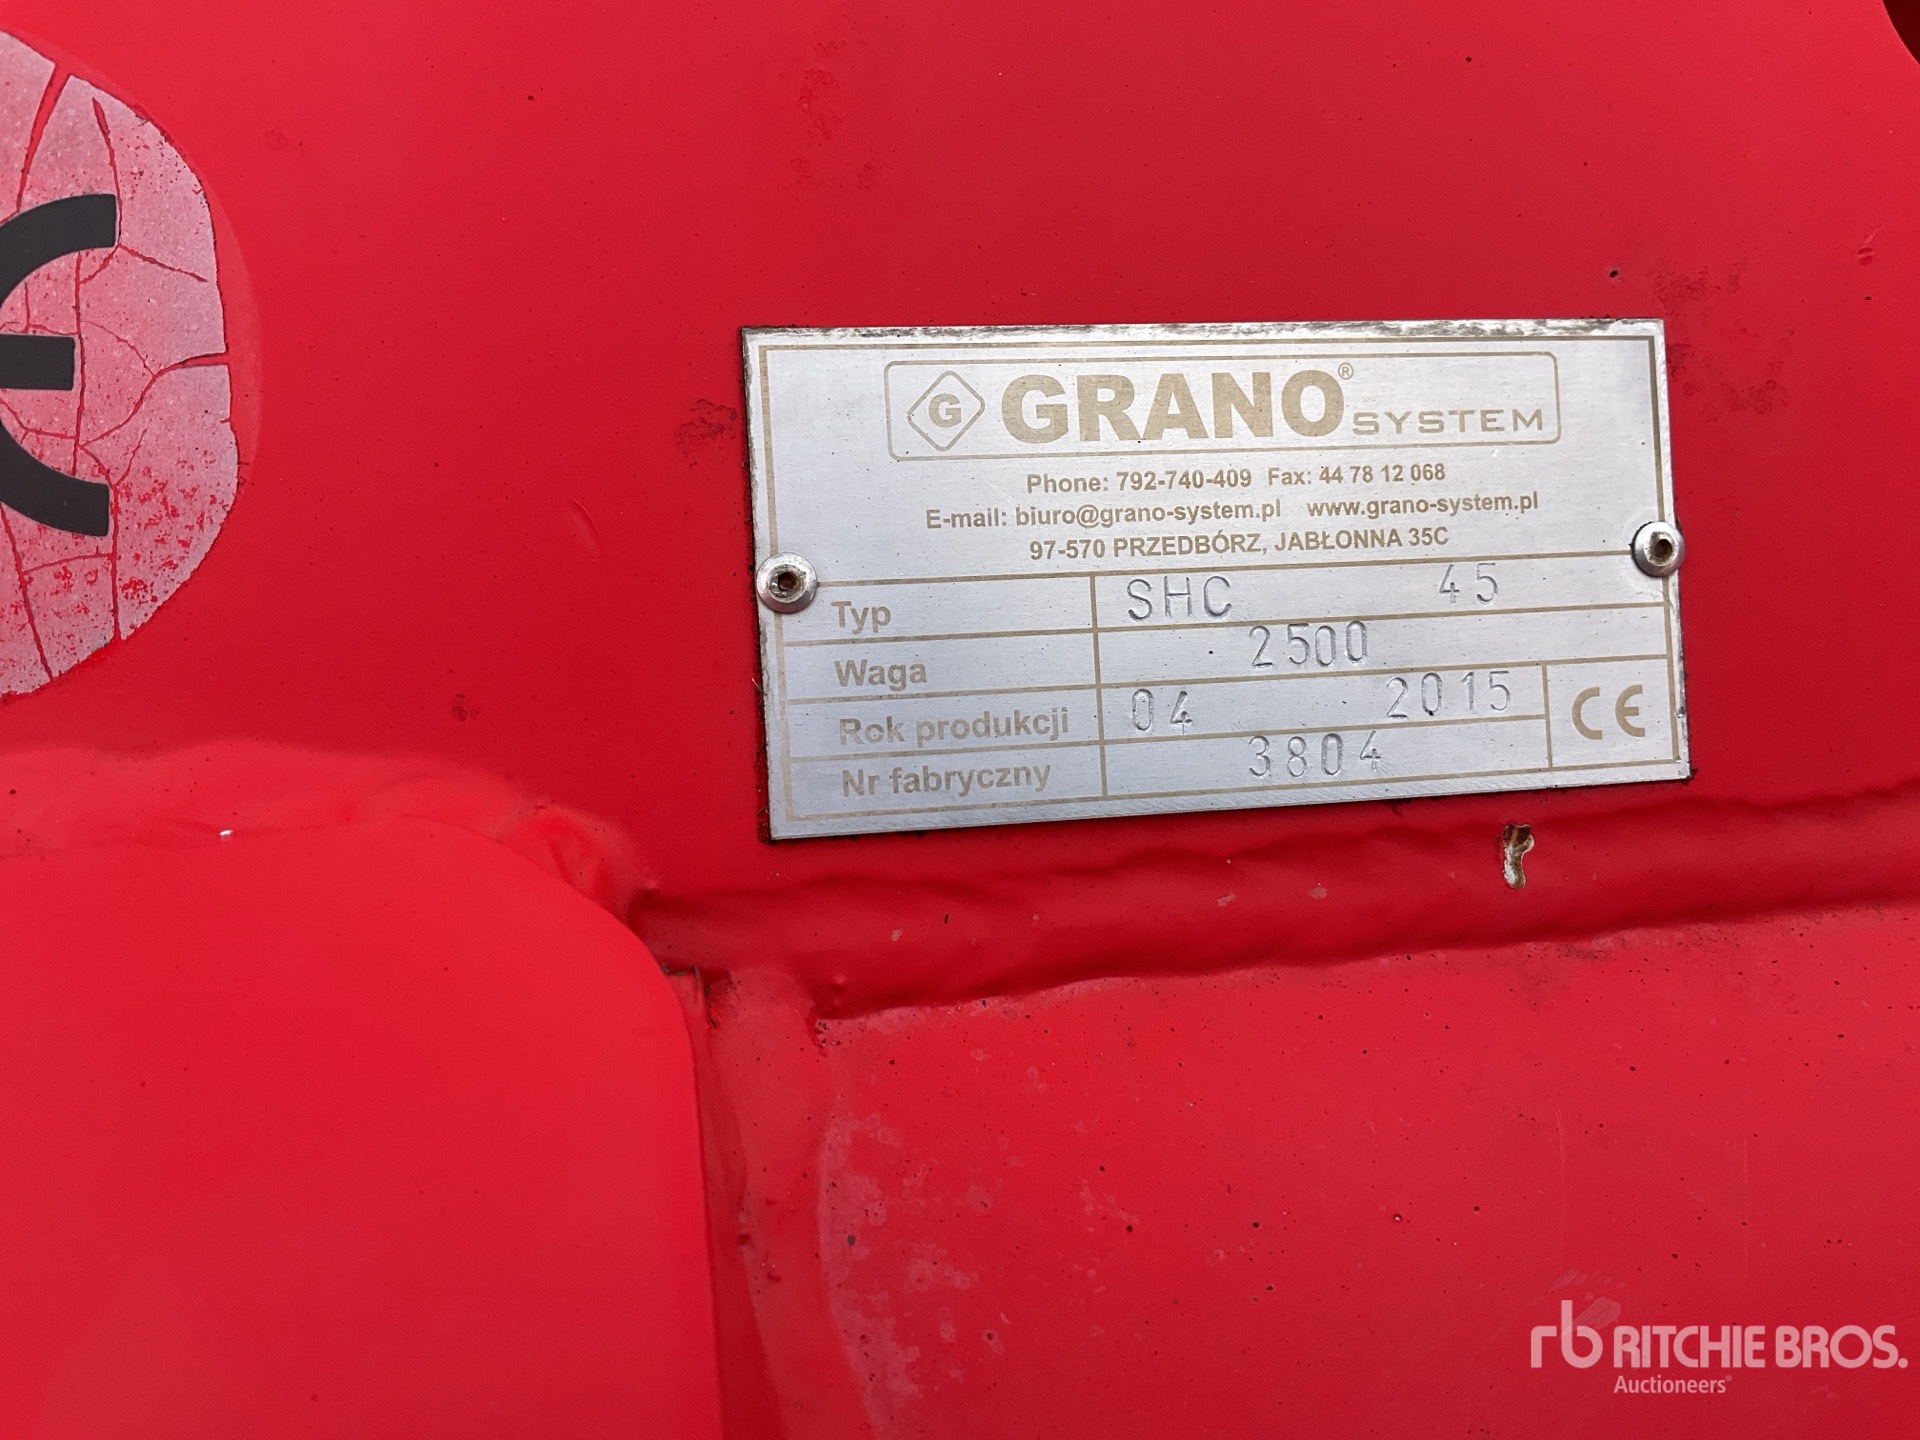 CE
G GRANO® SYSTEM
Phone: 792-740-409 Fax: 44 78 12 068
E-mail: biuro@grano-system.pl www.grano-system.pl
97-570 PRZEDBÓRZ, JABŁONNA 35C
Typ SHC 45
Waga 2500
Rok produkcji 04 2015
Nr fabryczny 3804
CE
rb RITCHIE BROS.
Auctioneers®